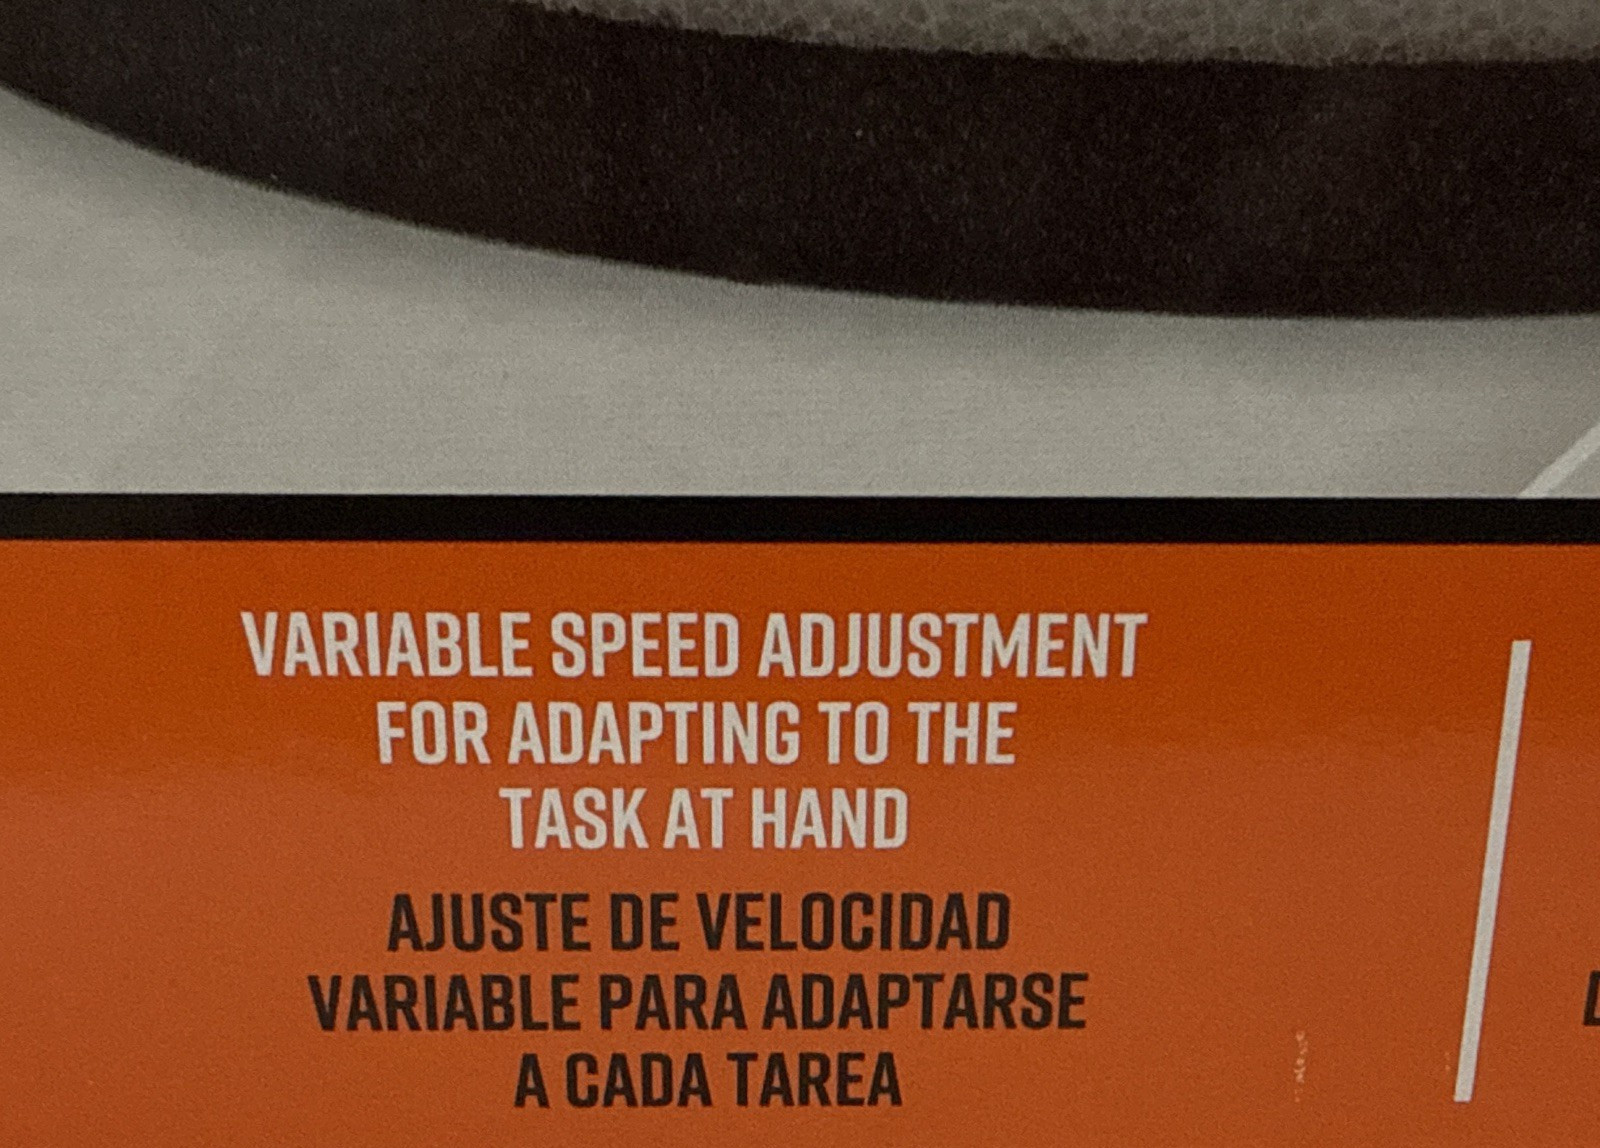 VARIABLE SPEED ADJUSTMENT
FOR ADAPTING TO THE
TASK AT HAND
AJUSTE DE VELOCIDAD
VARIABLE PARA ADAPTARSE
A CADA TAREA